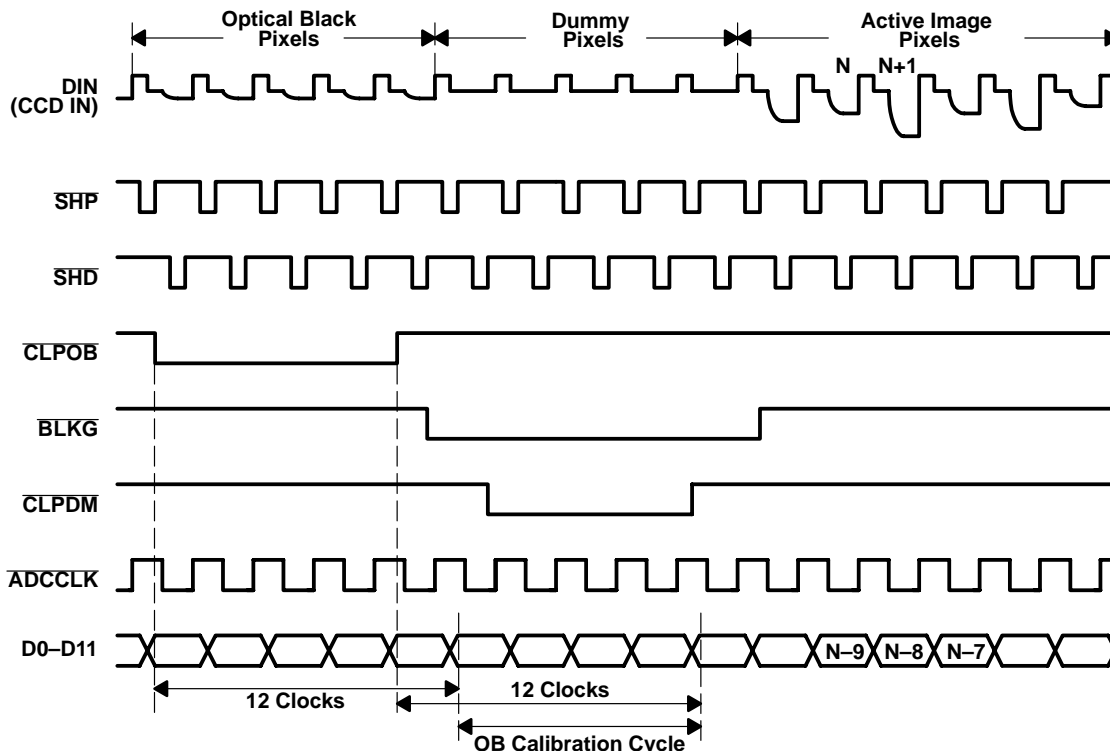 Optical Black
Pixels
Dummy
Pixels
Active Image
Pixels
N N+1
DIN
(CCD IN)
SHP
SHD
CLPOB
BLKG
CLPDM
ADCCLK
D0–D11
N–9 N–8 N–7
12 Clocks
12 Clocks
OB Calibration Cycle